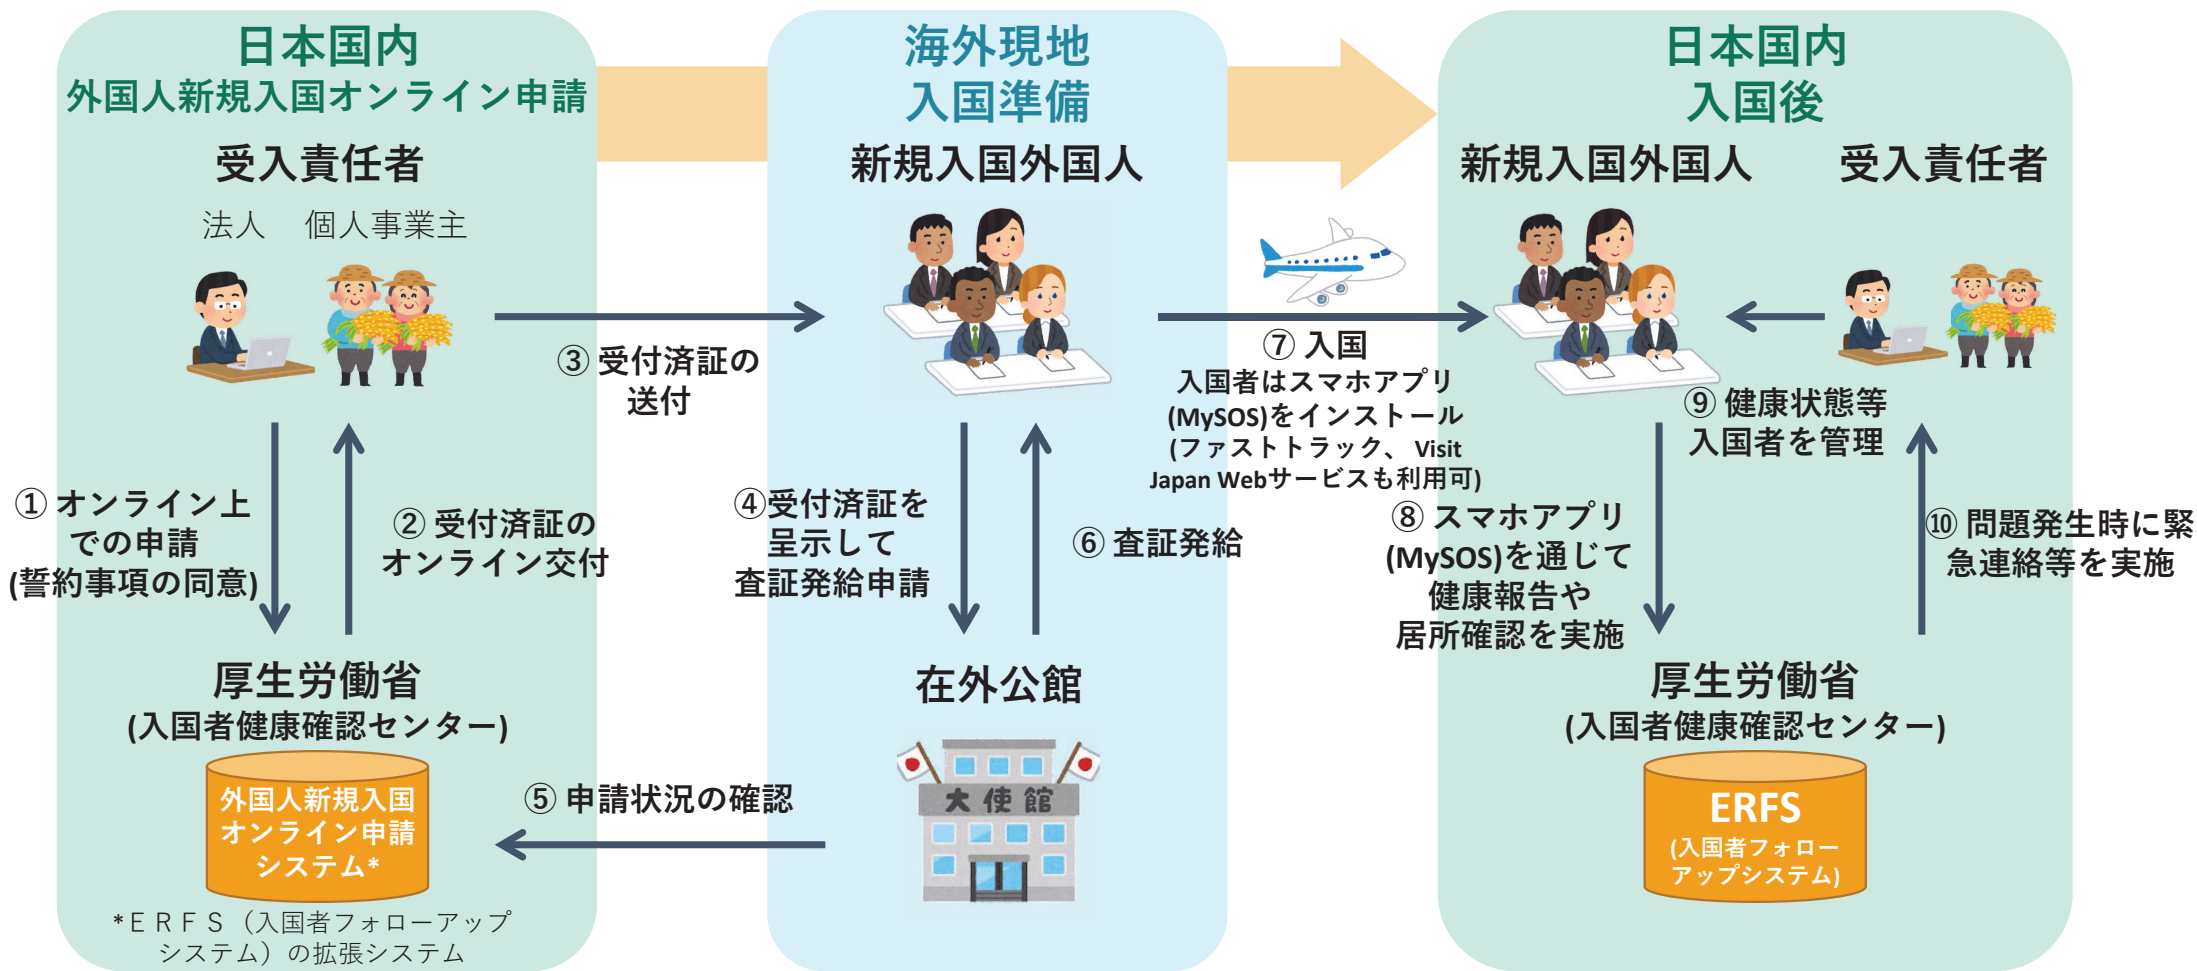 日本国内
外国人新規入国オンライン申請
受入責任者
法人　個人事業主
① オンライン上
での申請
(誓約事項の同意)
② 受付済証の
オンライン交付
厚生労働省
(入国者健康確認センター)
外国人新規入国
オンライン申請
システム*
*ＥＲＦＳ（入国者フォローアップ
システム）の拡張システム
③ 受付済証の
送付
海外現地
入国準備
新規入国外国人
④受付済証を
呈示して
査証発給申請
⑤ 申請状況の確認
⑥ 査証発給
在外公館
大使館
⑦ 入国
入国者はスマホアプリ
(MySOS)をインストール
(ファストトラック、 Visit
Japan Webサービスも利用可)
日本国内
入国後
新規入国外国人
受入責任者
⑧ スマホアプリ
(MySOS)を通じて
健康報告や
居所確認を実施
⑨ 健康状態等
入国者を管理
⑩ 問題発生時に緊
急連絡等を実施
厚生労働省
(入国者健康確認センター)
ERFS
(入国者フォロー
アップシステム)